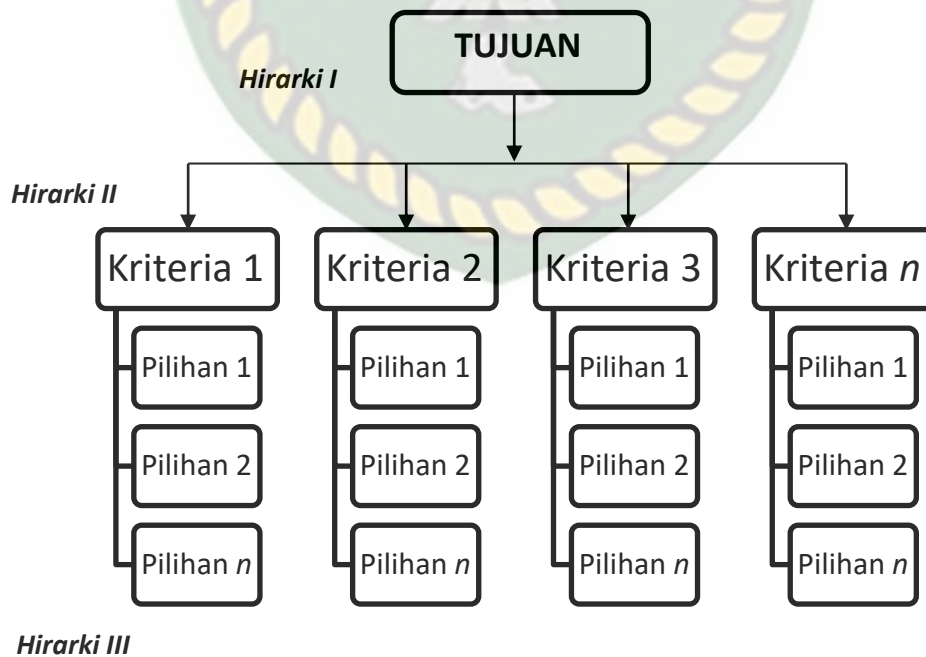 TUJUAN
Hirarki I
Hirarki II
Kriteria 1
Kriteria 2
Kriteria 3
Kriteria n
Pilihan 1
Pilihan 1
Pilihan 1
Pilihan 1
Pilihan 2
Pilihan 2
Pilihan 2
Pilihan 2
Pilihan n
Pilihan n
Pilihan n
Pilihan n
Hirarki III